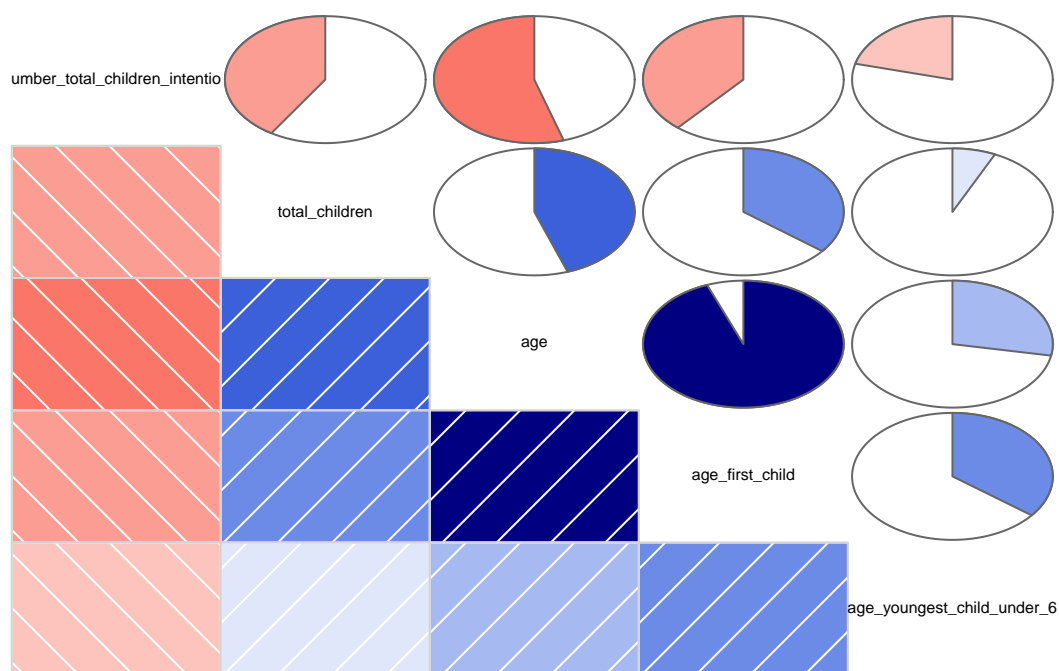 umber_total_children_intentio
total_children
age
age_first_child
age_youngest_child_under_6